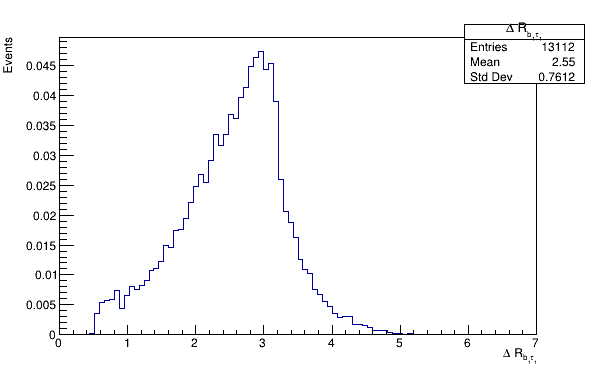 Δ R b₁τ₁
Entries 13112
Mean 2.55
Std Dev 0.7612
Events
0.045
0.04
0.035
0.03
0.025
0.02
0.015
0.01
0.005
0
0 1 2 3 4 5 6 7
Δ R b₁τ₁